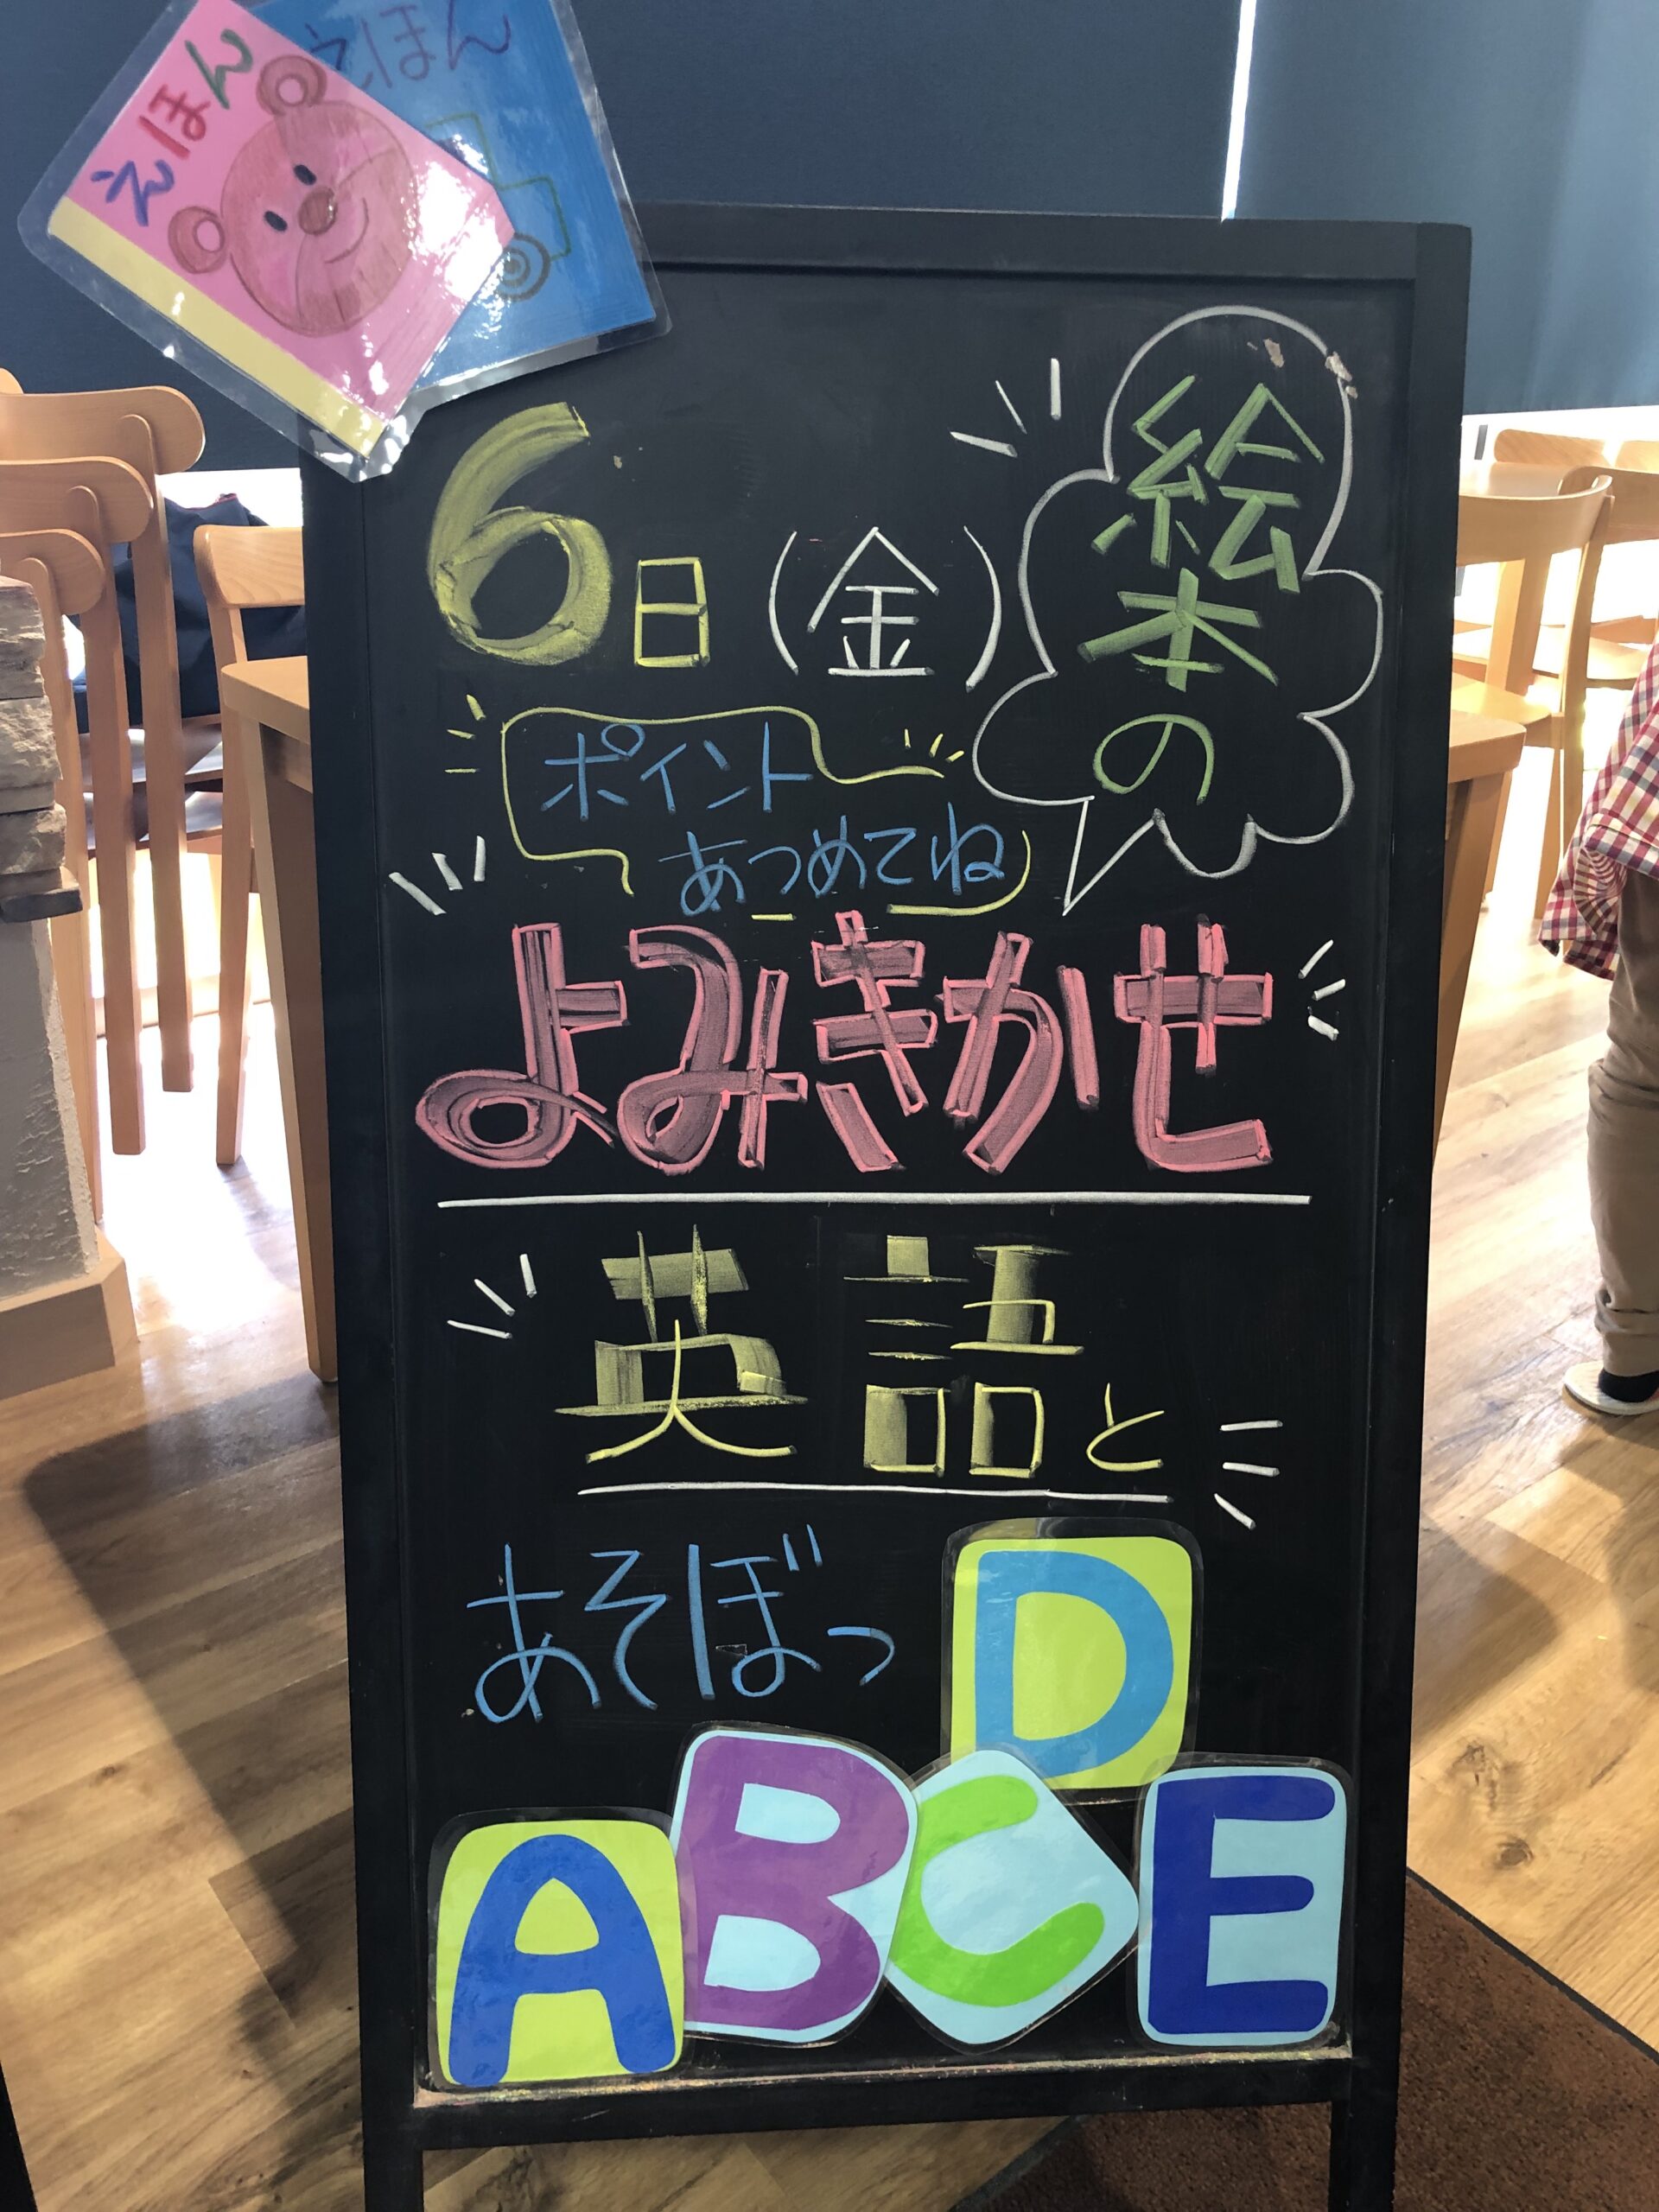 えほん
えほん
6日(金)
絵本の
ポイント
あつめてね
よみきかせ
英語と
あそぼっ
D
ABCE